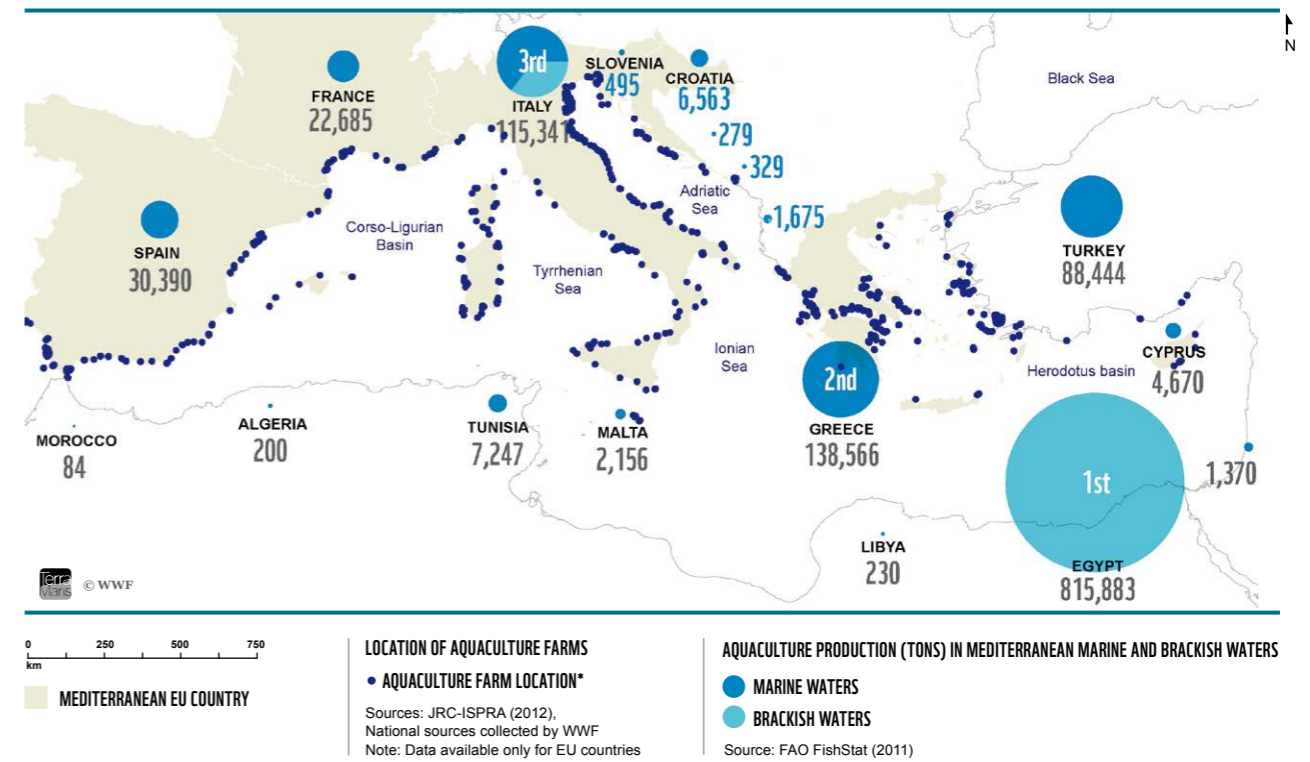 N
3rd
SLOVENIA
495
CROATIA
6,563
Black Sea
FRANCE
22,685
ITALY
115,341
279
329
Adriatic
Sea
1,675
Corso-Ligurian
Basin
SPAIN
30,390
Tyrrhenian
Sea
TURKEY
88,444
Ionian
Sea
CYPRUS
4,670
Herodotus basin
2nd
GREECE
138,566
MOROCCO
84
ALGERIA
200
TUNISIA
7,247
MALTA
2,156
1st
1,370
LIBYA
230
EGYPT
815,883
Terra
Maris
© WWF
0 250 500 750
km
MEDITERRANEAN EU COUNTRY
LOCATION OF AQUACULTURE FARMS
AQUACULTURE FARM LOCATION*
Sources: JRC-ISPRA (2012),
National sources collected by WWF
Note: Data available only for EU countries
AQUACULTURE PRODUCTION (TONS) IN MEDITERRANEAN MARINE AND BRACKISH WATERS
MARINE WATERS
BRACKISH WATERS
Source: FAO FishStat (2011)